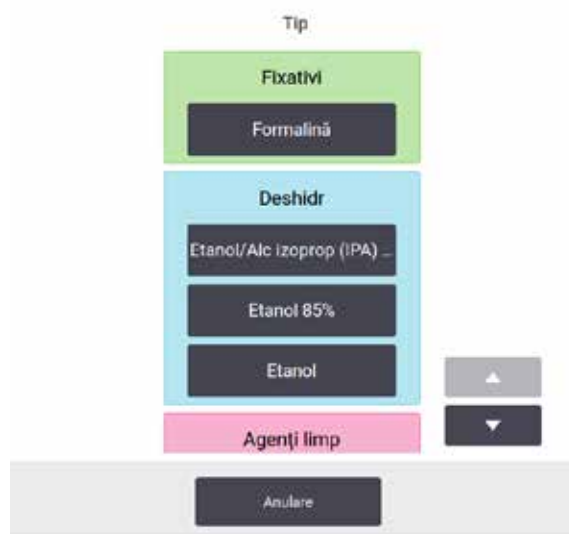 Tip
Fixativi
Formalină
Deshidr
Etanol/Alc izoprop (IPA) ...
Etanol 85%
Etanol
Agenți limp
Anulare